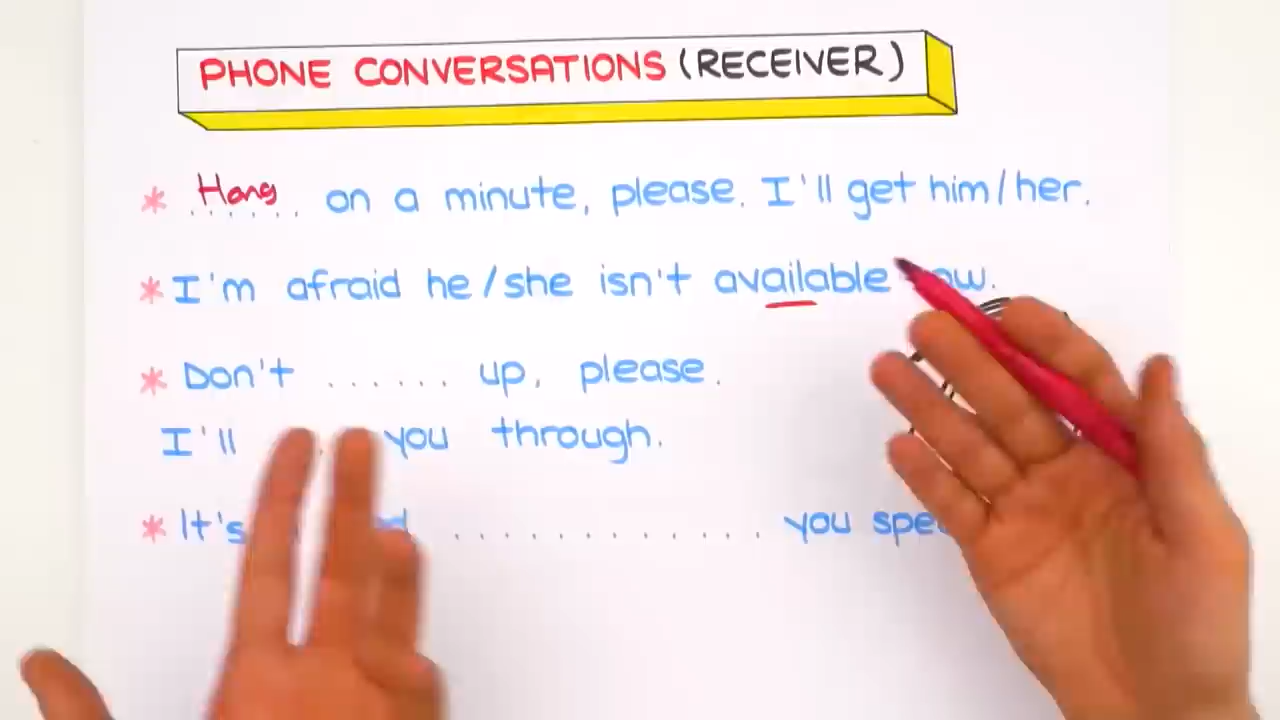 PHONE CONVERSATIONS (RECEIVER)
* Hang on a minute, please. I'll get him/her.
* I'm afraid he/she isn't available
* Don't ...... up, please.
I'll you through.
* It's ............. you